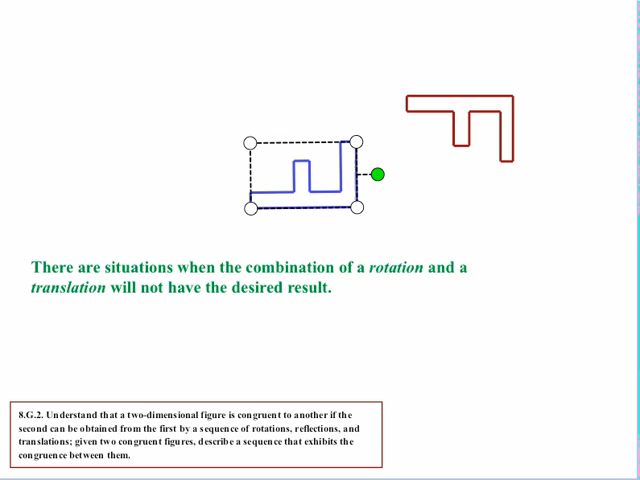 There are situations when the combination of a rotation and a
translation will not have the desired result.
8.G.2. Understand that a two-dimensional figure is congruent to another if the
second can be obtained from the first by a sequence of rotations, reflections, and
translations; given two congruent figures, describe a sequence that exhibits the
congruence between them.